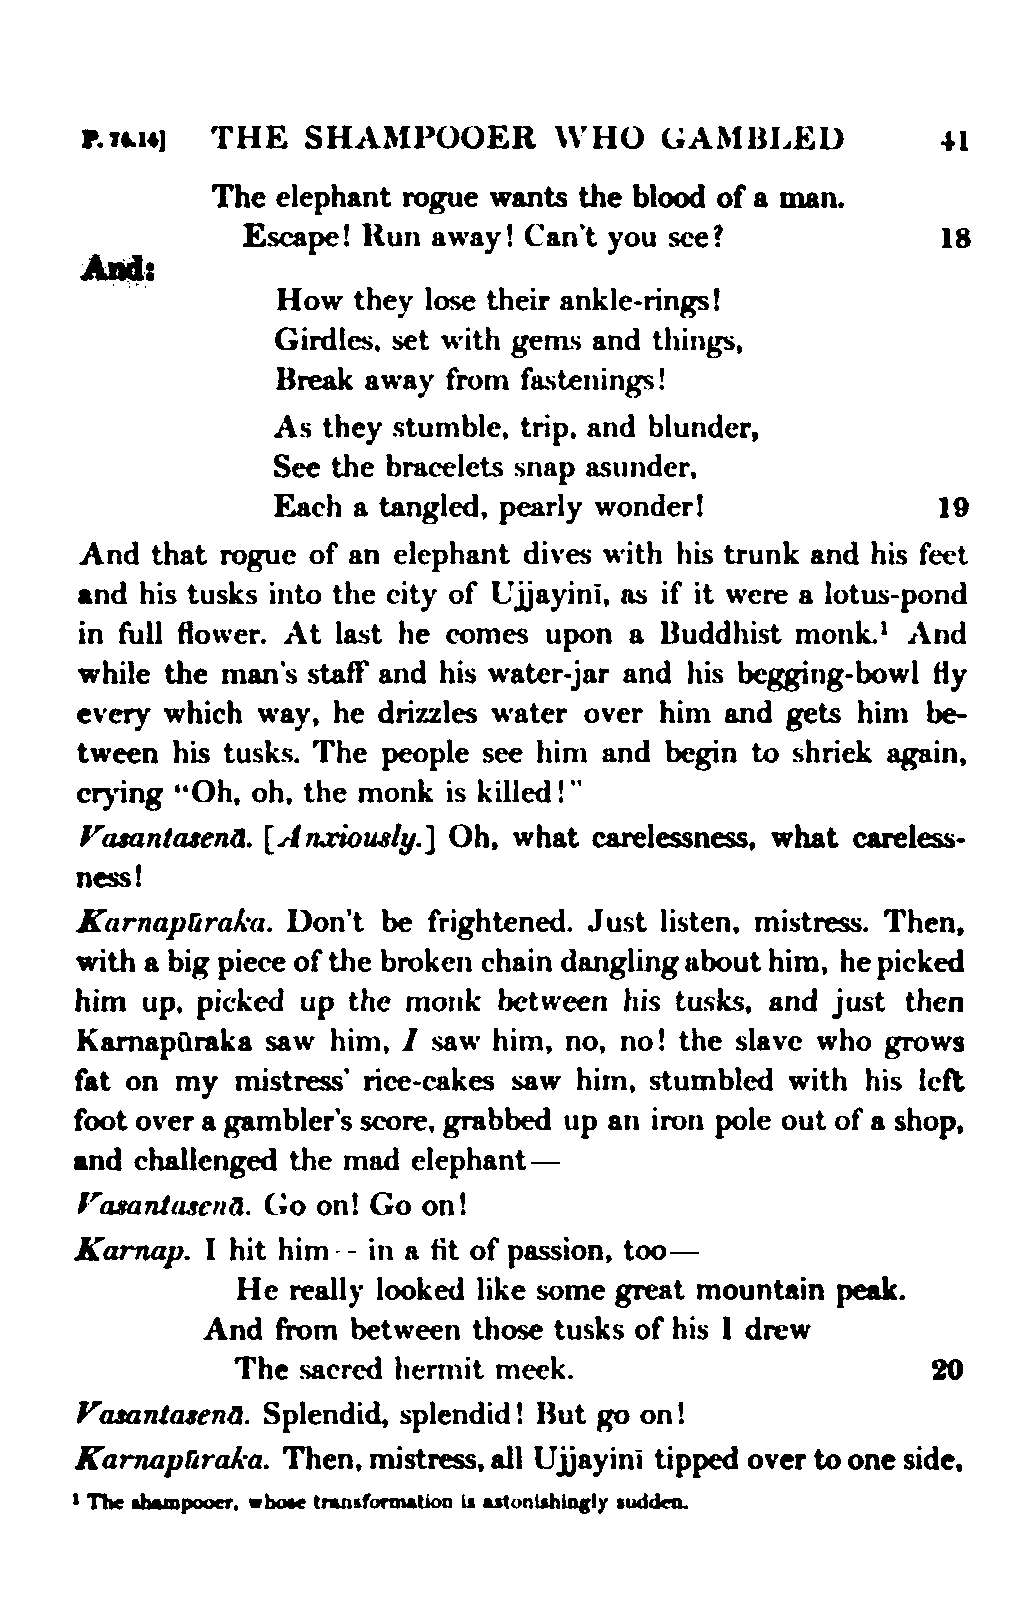 P. 74.14] THE SHAMPOOER WHO GAMBLED 41
The elephant rogue wants the blood of a man.
Escape! Run away! Can't you see? 18
And:
How they lose their ankle-rings!
Girdles, set with gems and things,
Break away from fastenings!
As they stumble, trip, and blunder,
See the bracelets snap asunder,
Each a tangled, pearly wonder! 19
And that rogue of an elephant dives with his trunk and his feet
and his tusks into the city of Ujjayinī, as if it were a lotus-pond
in full flower. At last he comes upon a Buddhist monk.¹ And
while the man's staff and his water-jar and his begging-bowl fly
every which way, he drizzles water over him and gets him be-
tween his tusks. The people see him and begin to shriek again,
crying "Oh, oh, the monk is killed!"
Vasantasenā. [Anxiously.] Oh, what carelessness, what careless-
ness!
Karnapūraka. Don't be frightened. Just listen, mistress. Then,
with a big piece of the broken chain dangling about him, he picked
him up, picked up the monk between his tusks, and just then
Karnapūraka saw him, I saw him, no, no! the slave who grows
fat on my mistress' rice-cakes saw him, stumbled with his left
foot over a gambler's score, grabbed up an iron pole out of a shop,
and challenged the mad elephant—
Vasantasenā. Go on! Go on!
Karnap. I hit him-- in a fit of passion, too—
He really looked like some great mountain peak.
And from between those tusks of his I drew
The sacred hermit meek. 20
Vasantasenā. Splendid, splendid! But go on!
Karnapūraka. Then, mistress, all Ujjayinī tipped over to one side,
¹ The shampooer, whose transformation is astonishingly sudden.